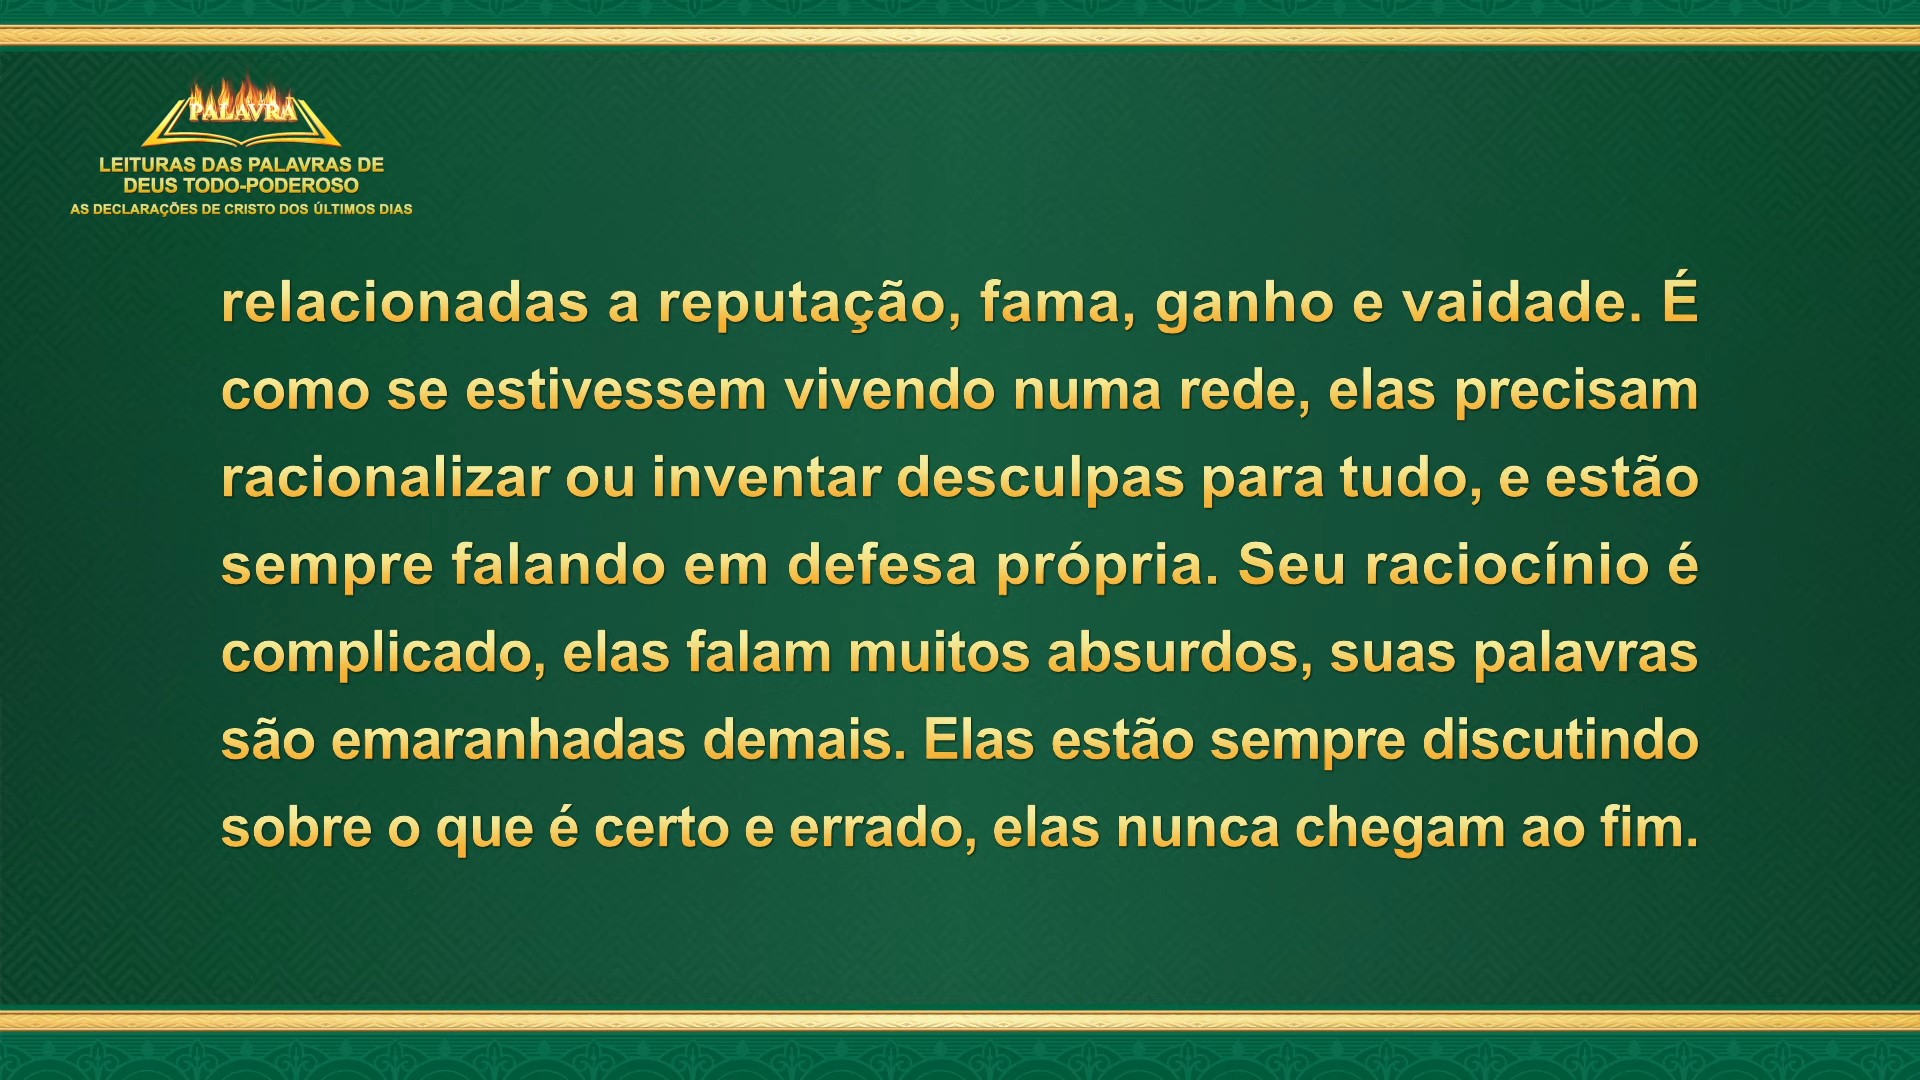 PALAVRA
LEITURAS DAS PALAVRAS DE
DEUS TODO-PODEROSO
AS DECLARAÇÕES DE CRISTO DOS ÚLTIMOS DIAS
relacionadas a reputação, fama, ganho e vaidade. É
como se estivessem vivendo numa rede, elas precisam
racionalizar ou inventar desculpas para tudo, e estão
sempre falando em defesa própria. Seu raciocínio é
complicado, elas falam muitos absurdos, suas palavras
são emaranhadas demais. Elas estão sempre discutindo
sobre o que é certo e errado, elas nunca chegam ao fim.